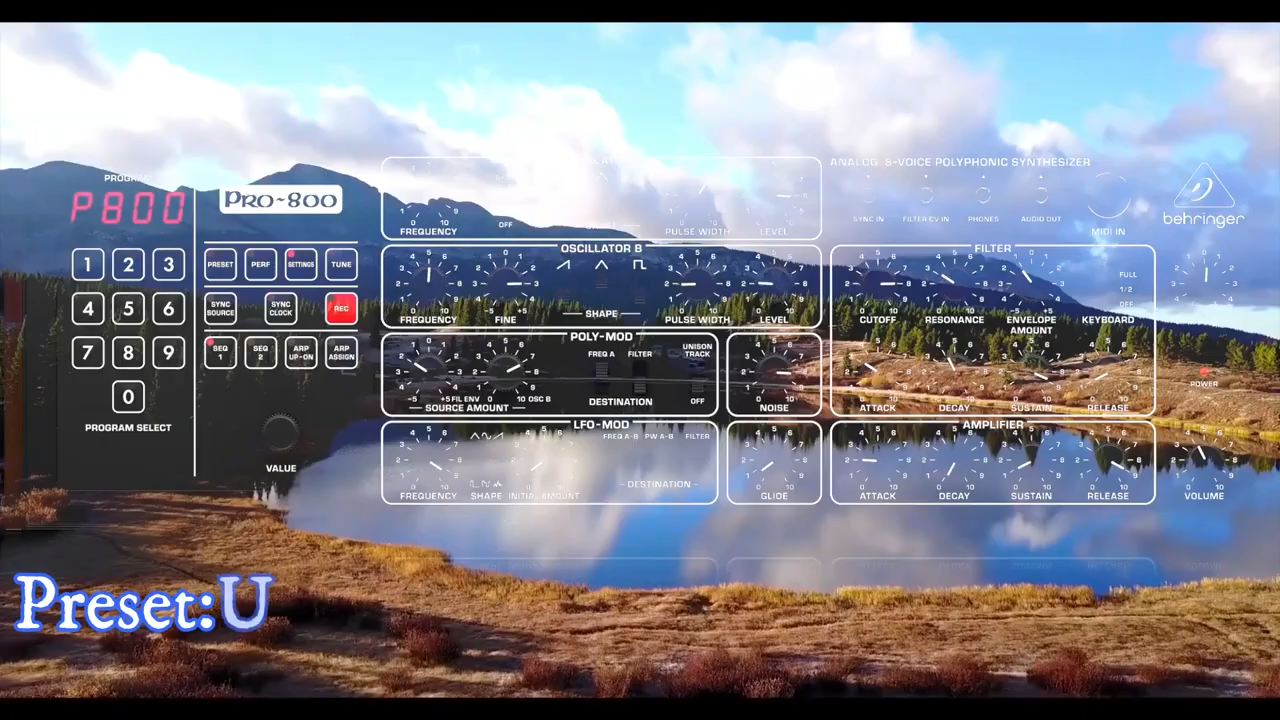 PROGRAM
P800
PRO-800
ANALOG 8-VOICE POLYPHONIC SYNTHESIZER
SYNC IN FILTER CV IN PHONES AUDIO OUT
MIDI IN
behringer
FREQUENCY OFF PULSE WIDTH LEVEL
1 2 3
4 5 6
7 8 9
0
PROGRAM SELECT
PRESET PERF SETTINGS TUNE
SYNC SOURCE SYNC CLOCK REC
SEQ 1 SEQ 2 ARP UP-ON ARP ASSIGN
VALUE
OSCILLATOR B
FREQUENCY FINE SHAPE PULSE WIDTH LEVEL
FILTER
FULL
1/2
OFF
CUTOFF RESONANCE ENVELOPE AMOUNT KEYBOARD
POLY-MOD
FREQ A FILTER UNISON TRACK
FIL ENV OSC B OFF
SOURCE AMOUNT DESTINATION
NOISE
ATTACK DECAY SUSTAIN RELEASE
POWER
LFO-MOD
FREQ A-B PW A-B FILTER
FREQUENCY SHAPE INITIAL AMOUNT DESTINATION
GLIDE
AMPLIFIER
ATTACK DECAY SUSTAIN RELEASE
VOLUME
Preset:U